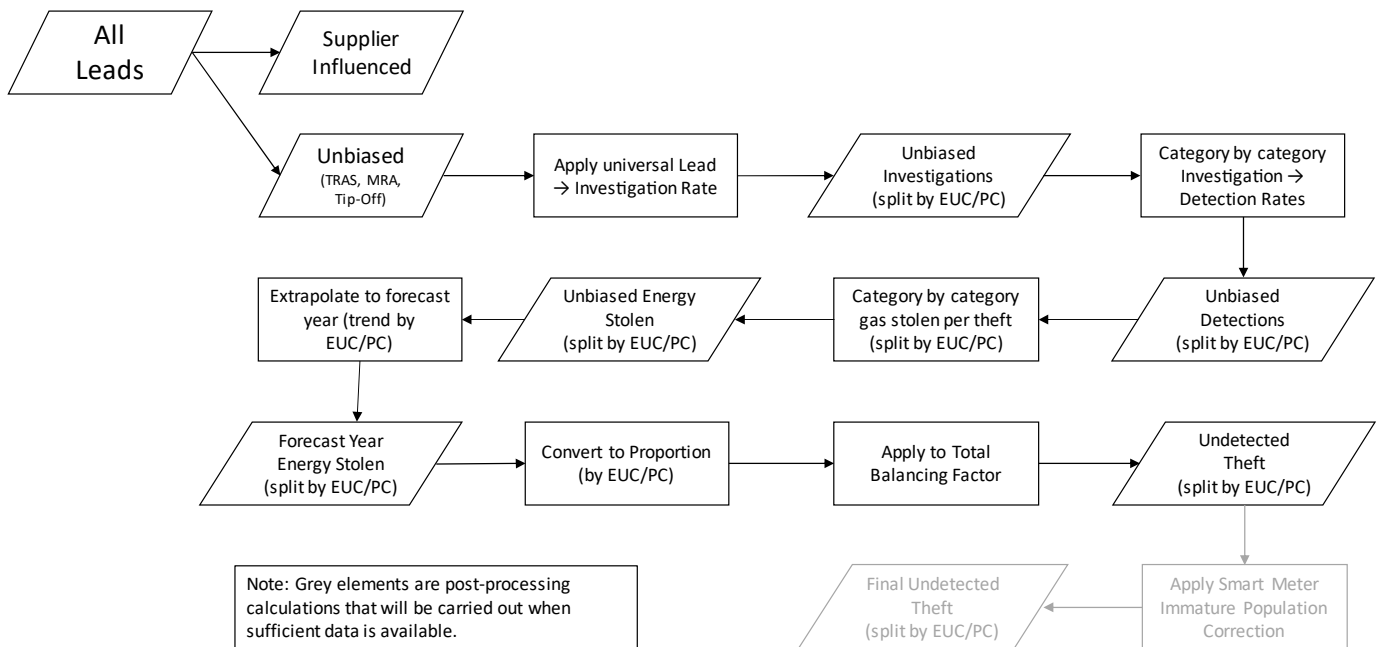 All
Leads
Supplier
Influenced
Unbiased
(TRAS, MRA,
Tip-Off)
Apply universal Lead
→ Investigation Rate
Unbiased
Investigations
(split by EUC/PC)
Category by category
Investigation →
Detection Rates
Extrapolate to forecast
year (trend by
EUC/PC)
Unbiased Energy
Stolen
(split by EUC/PC)
Category by category
gas stolen per theft
(split by EUC/PC)
Unbiased
Detections
(split by EUC/PC)
Forecast Year
Energy Stolen
(split by EUC/PC)
Convert to Proportion
(by EUC/PC)
Apply to Total
Balancing Factor
Undetected
Theft
(split by EUC/PC)
Note: Grey elements are post-processing
calculations that will be carried out when
sufficient data is available.
Final Undetected
Theft
(split by EUC/PC)
Apply Smart Meter
Immature Population
Correction